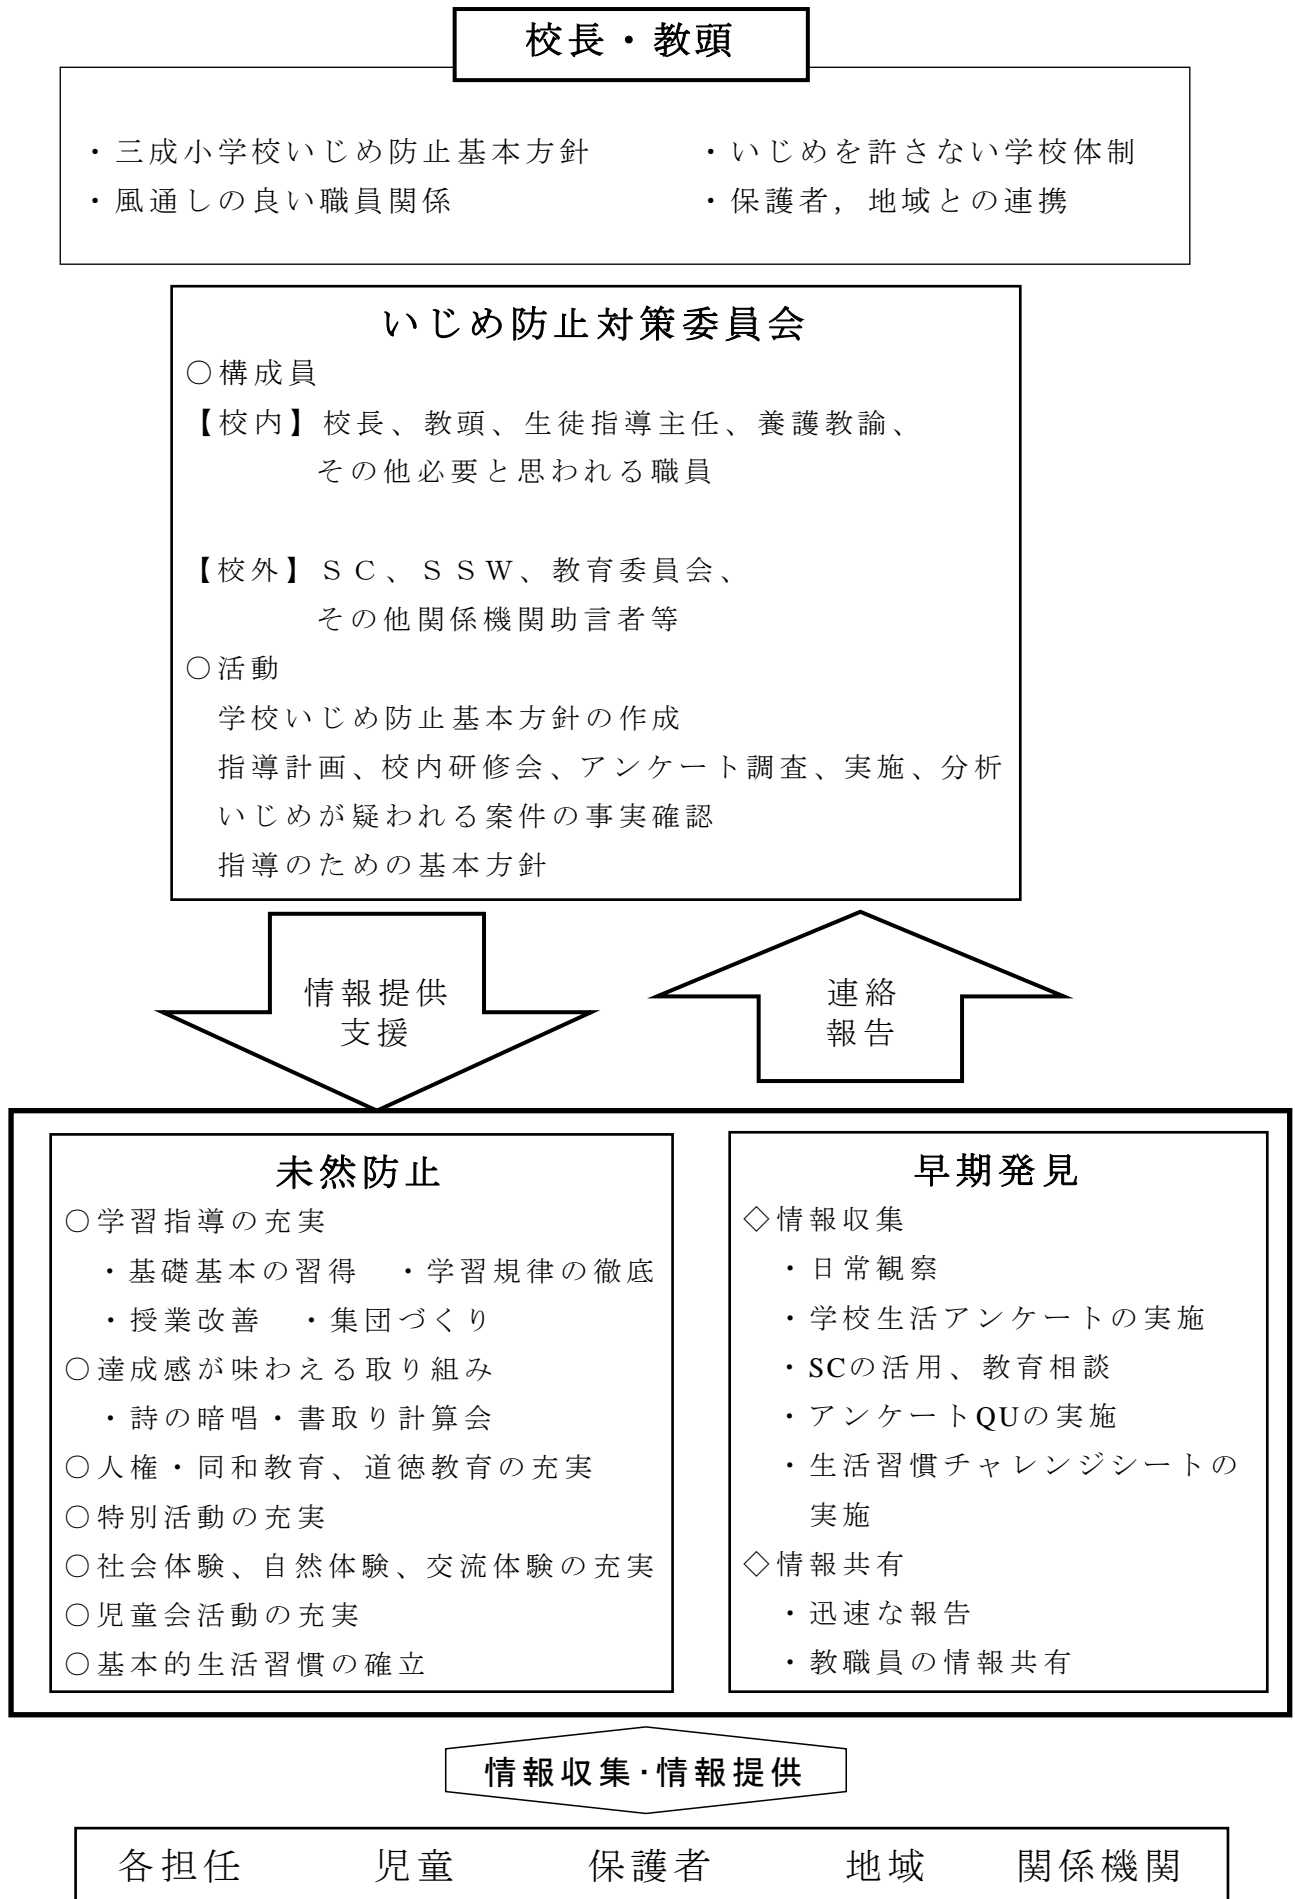 校長・教頭
・三成小学校いじめ防止基本方針　・いじめを許さない学校体制
・風通しの良い職員関係　・保護者，地域との連携
いじめ防止対策委員会
○構成員
【校内】校長、教頭、生徒指導主任、養護教諭、
その他必要と思われる職員
【校外】ＳＣ、ＳＳＷ、教育委員会、
その他関係機関助言者等
○活動
学校いじめ防止基本方針の作成
指導計画、校内研修会、アンケート調査、実施、分析
いじめが疑われる案件の事実確認
指導のための基本方針
情報提供
支援
連絡
報告
未然防止
○学習指導の充実
・基礎基本の習得　・学習規律の徹底
・授業改善　・集団づくり
○達成感が味わえる取り組み
・詩の暗唱・書取り計算会
○人権・同和教育、道徳教育の充実
○特別活動の充実
○社会体験、自然体験、交流体験の充実
○児童会活動の充実
○基本的生活習慣の確立
早期発見
◇情報収集
・日常観察
・学校生活アンケートの実施
・SCの活用、教育相談
・アンケートQUの実施
・生活習慣チャレンジシートの
実施
◇情報共有
・迅速な報告
・教職員の情報共有
情報収集・情報提供
各担任　児童　保護者　地域　関係機関